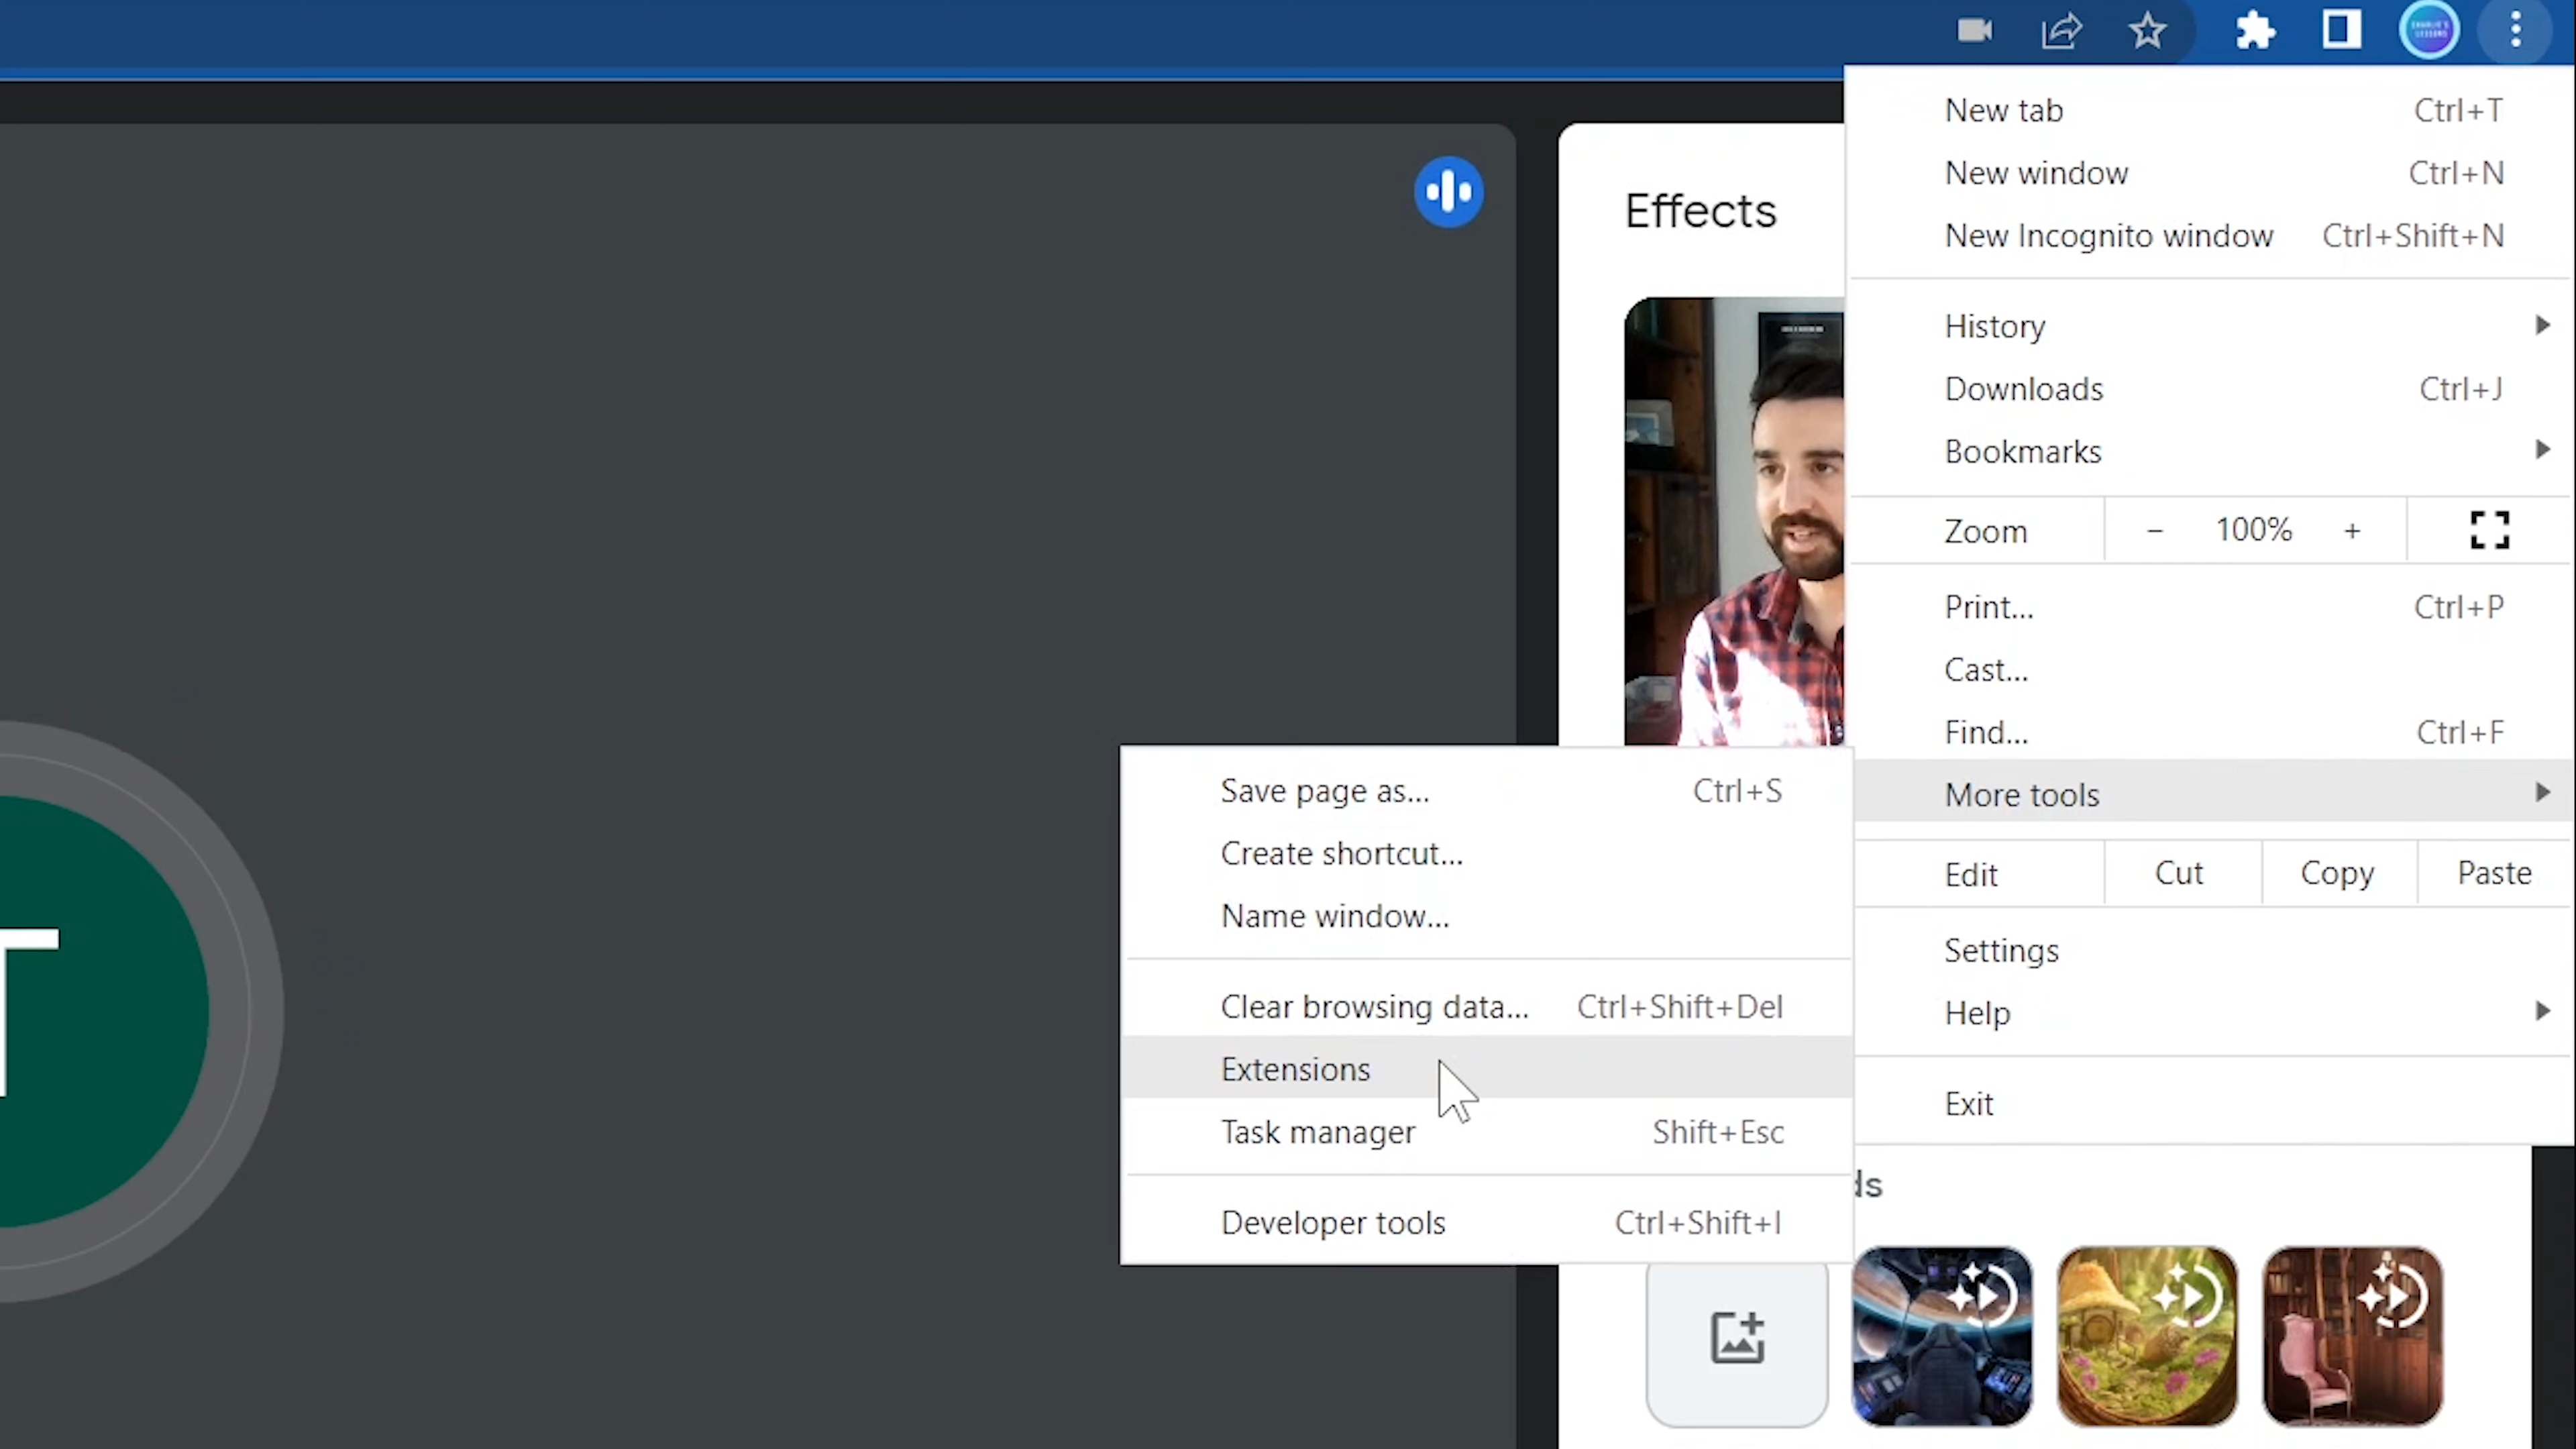 New tab Ctrl+T
New window Ctrl+N
New Incognito window Ctrl+Shift+N
Effects
History
Downloads Ctrl+J
Bookmarks
Zoom − 100% +
Print... Ctrl+P
Cast...
Find... Ctrl+F
More tools
Edit Cut Copy Paste
Settings
Help
Exit
Save page as... Ctrl+S
Create shortcut...
Name window...
Clear browsing data... Ctrl+Shift+Del
Extensions
Task manager Shift+Esc
Developer tools Ctrl+Shift+I
T
ds